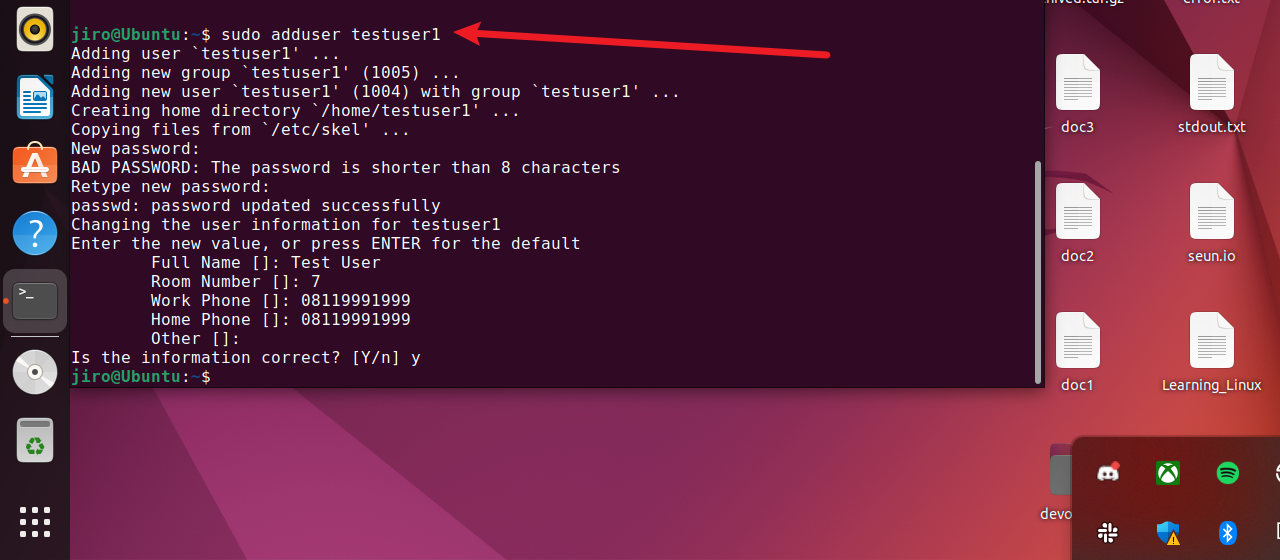 jiro@Ubuntu:~$ sudo adduser testuser1
Adding user `testuser1' ...
Adding new group `testuser1' (1005) ...
Adding new user `testuser1' (1004) with group `testuser1' ...
Creating home directory `/home/testuser1' ...
Copying files from `/etc/skel' ...
New password:
BAD PASSWORD: The password is shorter than 8 characters
Retype new password:
passwd: password updated successfully
Changing the user information for testuser1
Enter the new value, or press ENTER for the default
Full Name []: Test User
Room Number []: 7
Work Phone []: 08119991999
Home Phone []: 08119991999
Other []:
Is the information correct? [Y/n] y
jiro@Ubuntu:~$
error.txt
doc3
stdout.txt
doc2
seun.io
doc1
Learning_Linux
devo